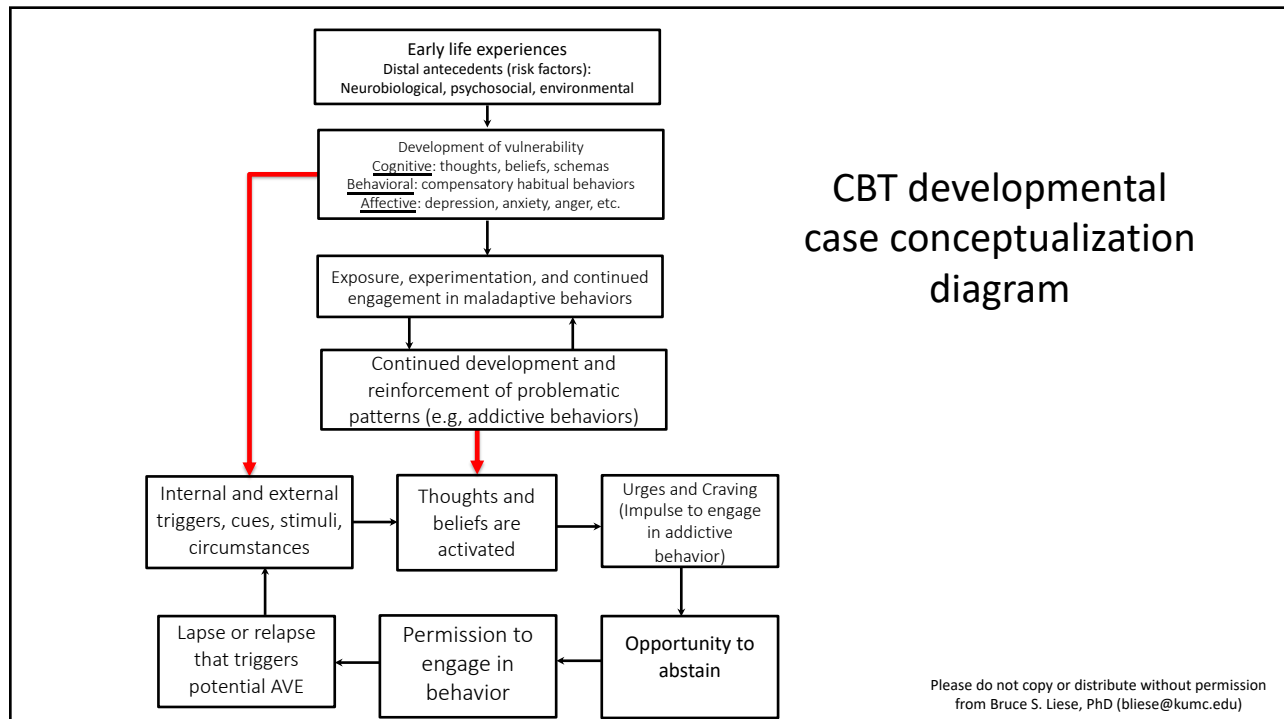 Early life experiences
Distal antecedents (risk factors):
Neurobiological, psychosocial, environmental
Development of vulnerability
Cognitive: thoughts, beliefs, schemas
Behavioral: compensatory habitual behaviors
Affective: depression, anxiety, anger, etc.
CBT developmental
case conceptualization
diagram
Exposure, experimentation, and continued
engagement in maladaptive behaviors
Continued development and
reinforcement of problematic
patterns (e.g, addictive behaviors)
Internal and external
triggers, cues, stimuli,
circumstances
Thoughts and
beliefs are
activated
Urges and Craving
(Impulse to engage
in addictive
behavior)
Lapse or relapse
that triggers
potential AVE
Permission to
engage in
behavior
Opportunity to
abstain
Please do not copy or distribute without permission
from Bruce S. Liese, PhD (bliese@kumc.edu)